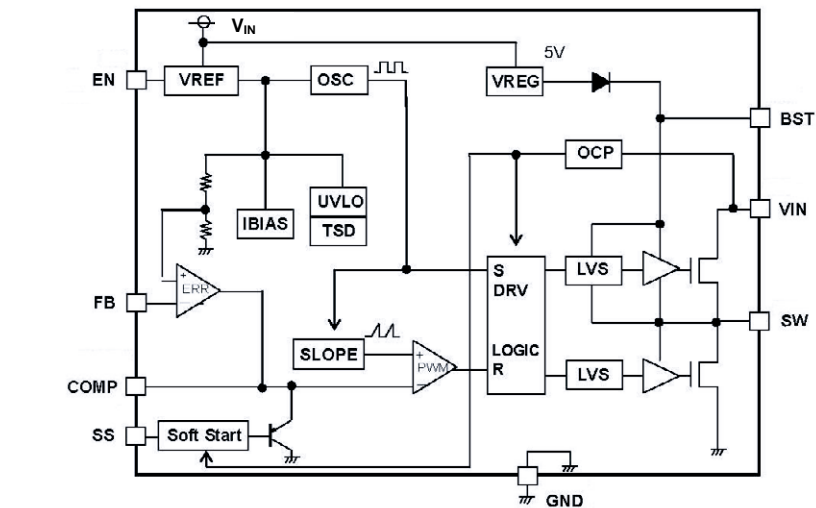 VIN
5V
EN
VREF
OSC
VREG
BST
OCP
UVLO
IBIAS
TSD
VIN
S
LVS
DRV
ERR
FB
SW
LOGIC
SLOPE
PWM
R
LVS
COMP
SS
Soft Start
GND